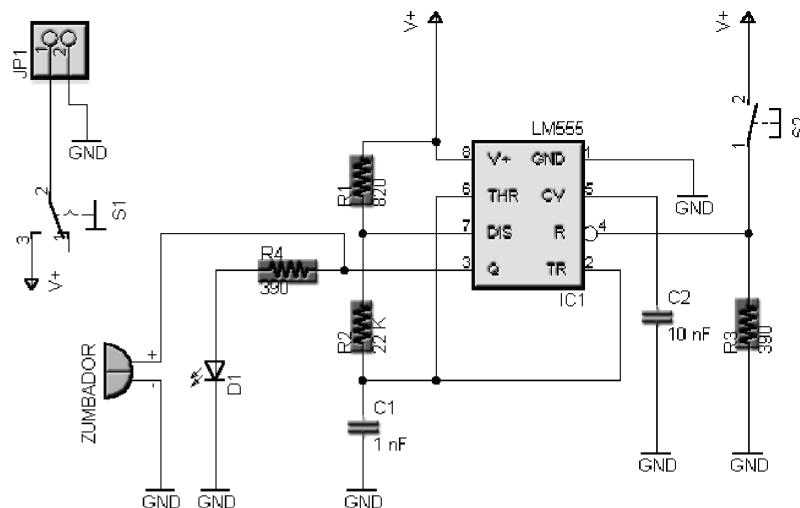 V+
V+
JP1
1
2
GND
2
S1
3
1
V+
LM555
8
V+
GND
1
6
THR
CV
5
7
DIS
R
4
3
Q
TR
2
IC1
GND
2
1
R1
820
R4
390
R2
22 K
C2
10 nF
R3
390
ZUMBADOR
+
-
D1
C1
1 nF
GND
GND
GND
GND
GND